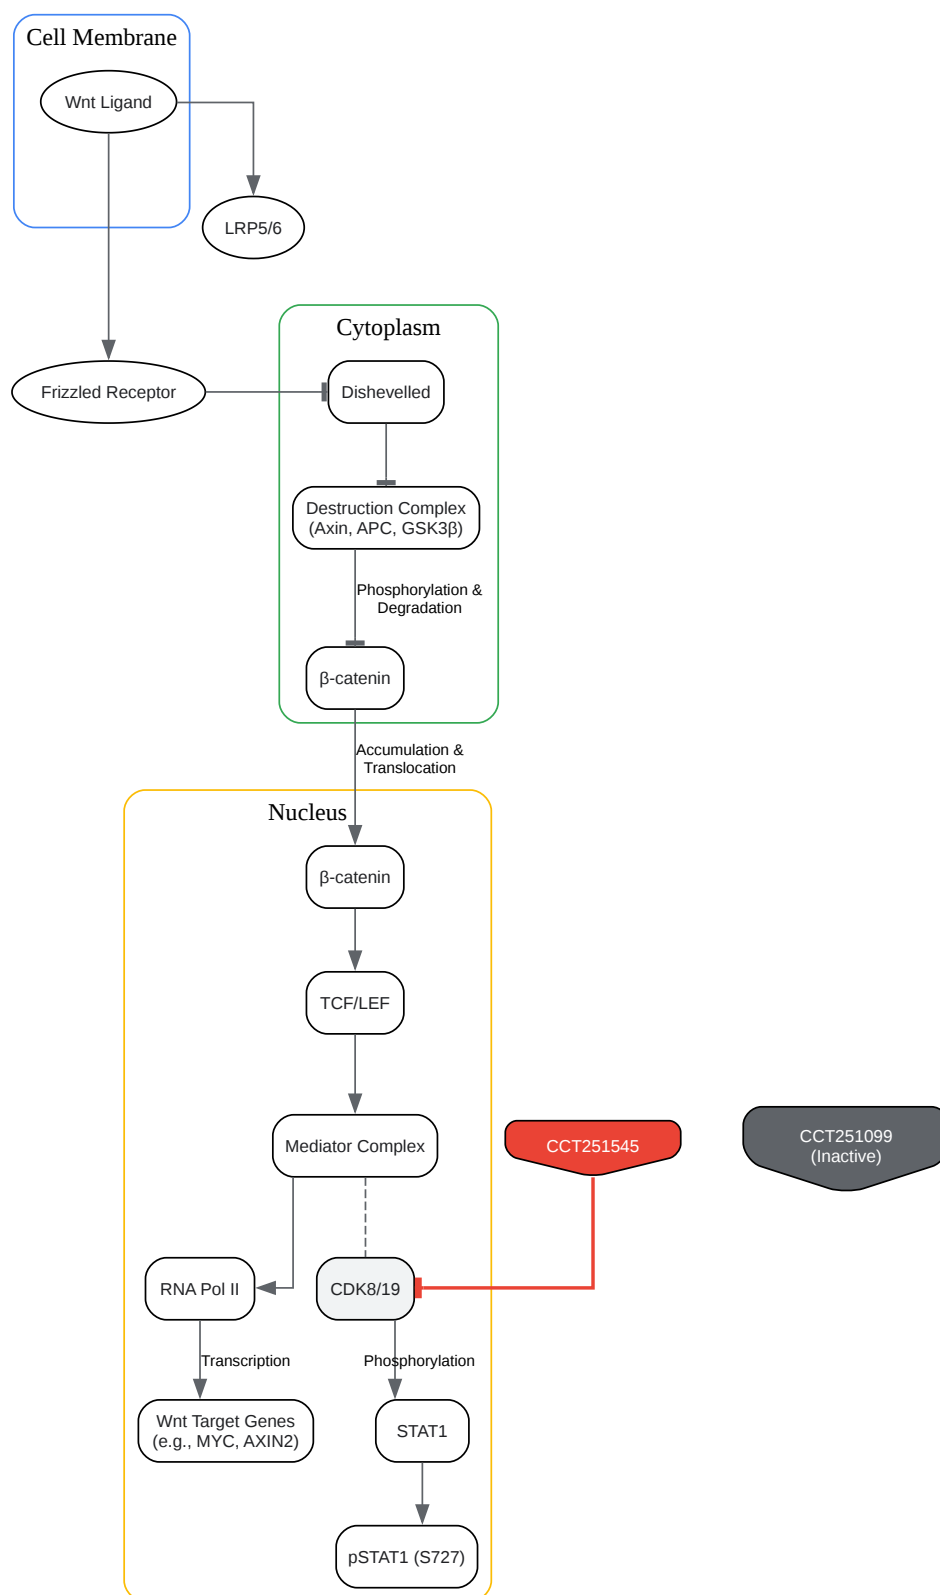 Cell Membrane
Wnt Ligand
LRP5/6
Cytoplasm
Frizzled Receptor
Dishevelled
Destruction Complex
(Axin, APC, GSK3β)
Phosphorylation &
Degradation
β-catenin
Accumulation &
Translocation
Nucleus
β-catenin
TCF/LEF
Mediator Complex
CCT251545
CCT251099
(Inactive)
RNA Pol II
CDK8/19
Transcription
Phosphorylation
Wnt Target Genes
(e.g., MYC, AXIN2)
STAT1
pSTAT1 (S727)